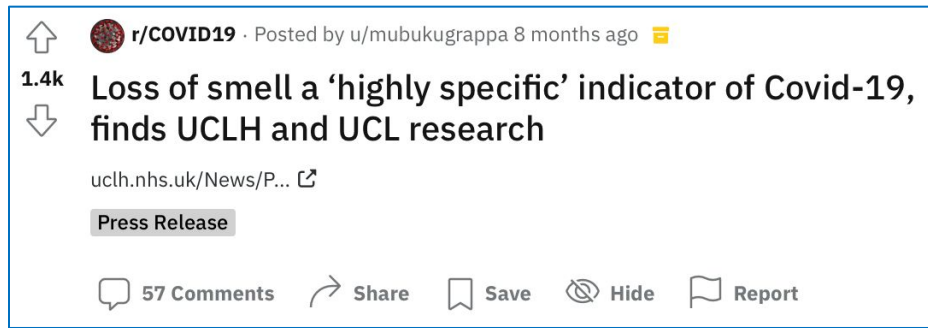 r/COVID19 · Posted by u/mubukugrappa 8 months ago
1.4k
Loss of smell a ‘highly specific’ indicator of Covid-19,
finds UCLH and UCL research
uclh.nhs.uk/News/P...
Press Release
57 Comments Share Save Hide Report